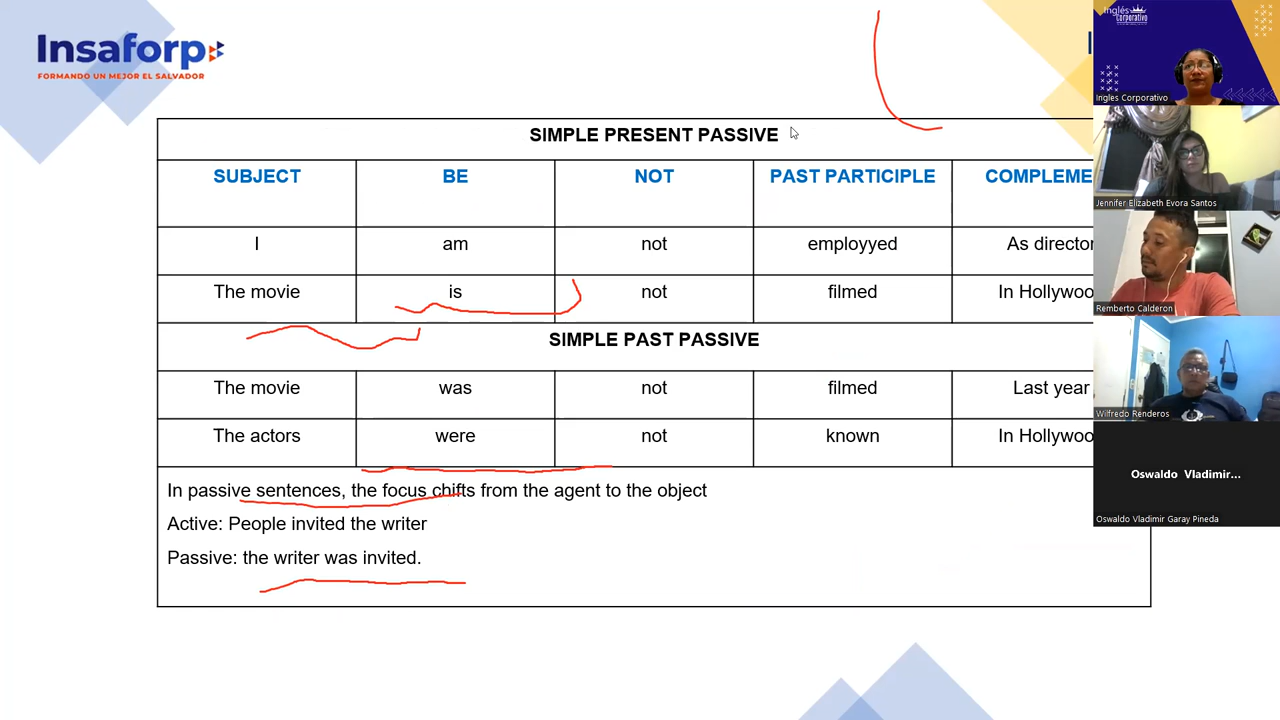 Insaforp
FORMANDO UN MEJOR EL SALVADOR
SIMPLE PRESENT PASSIVE
SUBJECT BE NOT PAST PARTICIPLE COMPLEME
I am not employyed As director
The movie is not filmed In Hollywoo
SIMPLE PAST PASSIVE
The movie was not filmed Last year
The actors were not known In Hollywoo
In passive sentences, the focus chifts from the agent to the object
Active: People invited the writer
Passive: the writer was invited.
Inglés
Corporativo
Ingles Corporativo
Jennifer Elizabeth Evora Santos
Remberto Calderon
Wilfredo Renderos
Oswaldo Vladimir...
Oswaldo Vladimir Garay Pineda